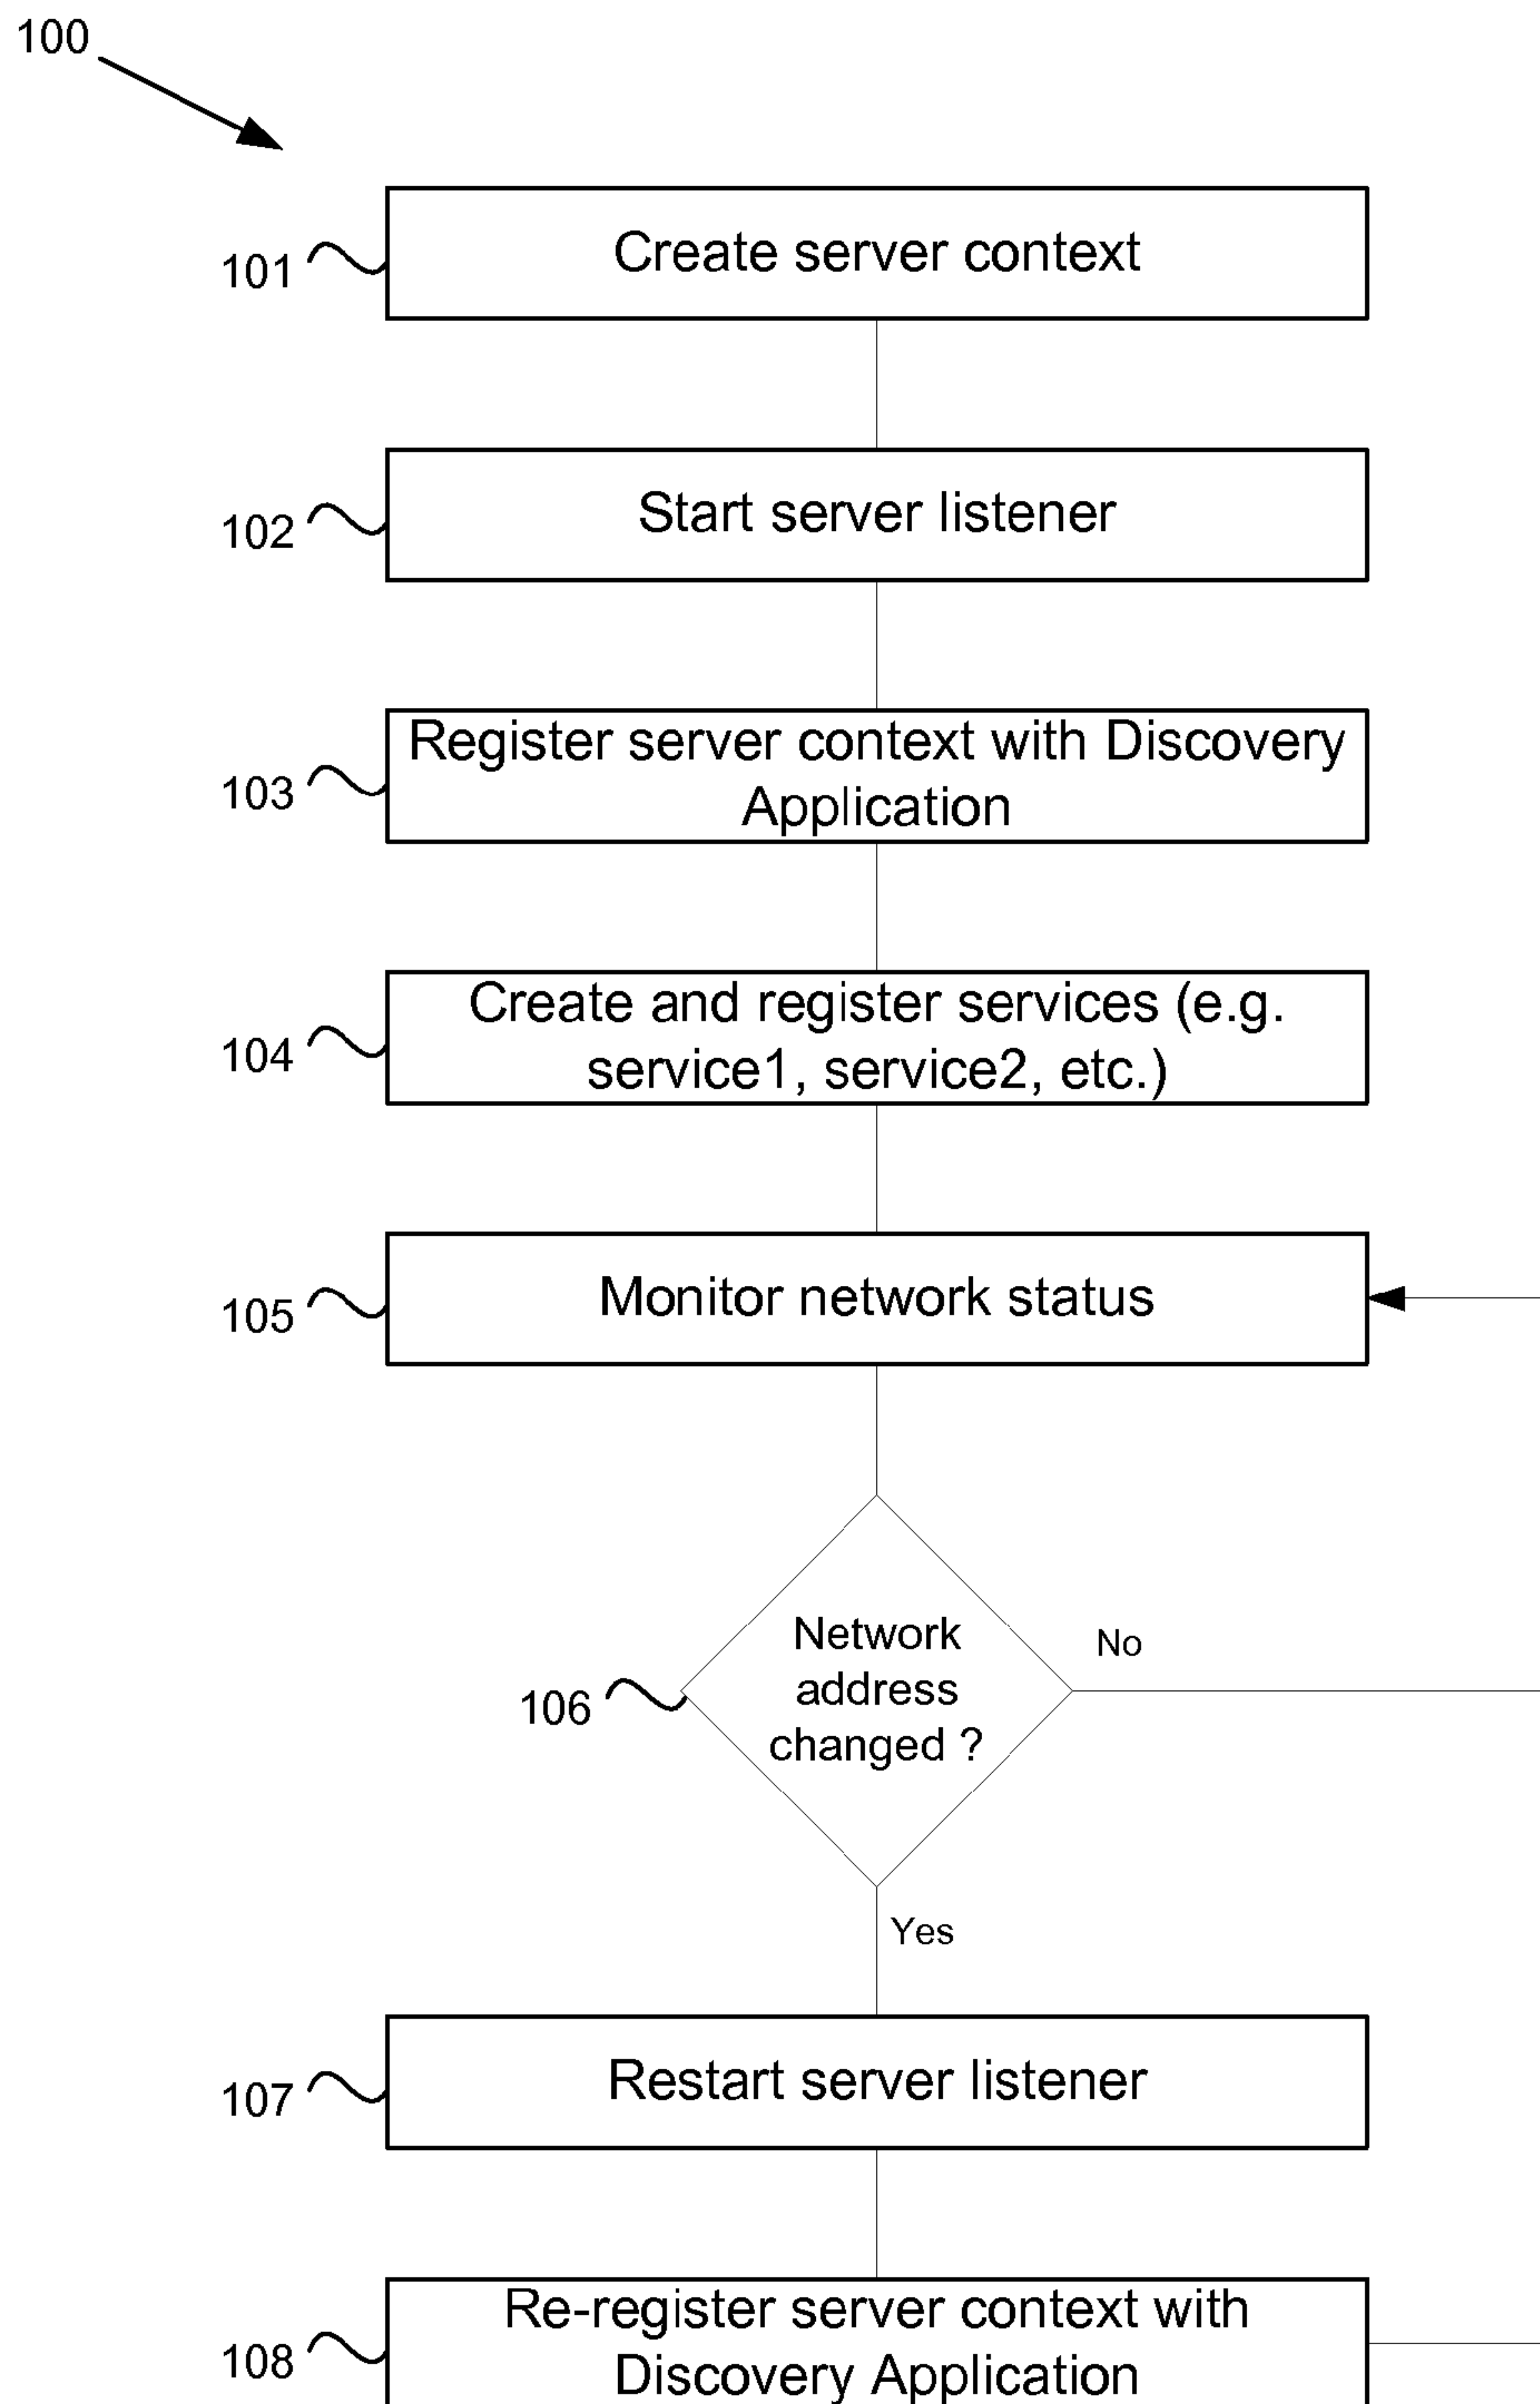 100
101
Create server context
102
Start server listener
103
Register server context with Discovery
Application
104
Create and register services (e.g.
service1, service2, etc.)
105
Monitor network status
106
Network
address
changed ?
No
Yes
107
Restart server listener
108
Re-register server context with
Discovery Application